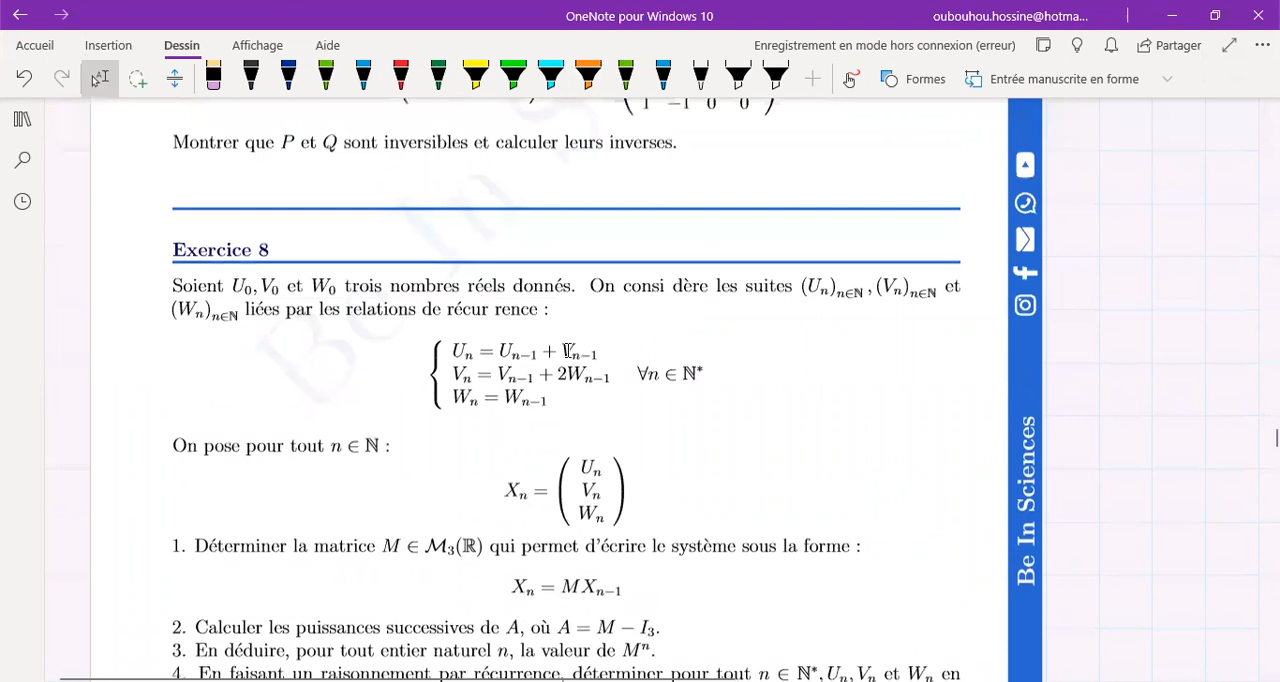 OneNote pour Windows 10
oubouhou.hossine@hotma...
Accueil Insertion Dessin Affichage Aide
Enregistrement en mode hors connexion (erreur) Partager
Formes Entrée manuscrite en forme
1 −1 0 0
Montrer que P et Q sont inversibles et calculer leurs inverses.
Exercice 8
Soient U₀, V₀ et W₀ trois nombres réels donnés. On consi dère les suites (Uₙ)ₙ∈ℕ, (Vₙ)ₙ∈ℕ et
(Wₙ)ₙ∈ℕ liées par les relations de récur rence :
Uₙ = Uₙ₋₁ + Vₙ₋₁
Vₙ = Vₙ₋₁ + 2Wₙ₋₁ ∀n ∈ ℕ*
Wₙ = Wₙ₋₁
On pose pour tout n ∈ ℕ :
Xₙ = ( Uₙ
Vₙ
Wₙ )
1. Déterminer la matrice M ∈ ℳ₃(ℝ) qui permet d'écrire le système sous la forme :
Xₙ = MXₙ₋₁
2. Calculer les puissances successives de A, où A = M − I₃.
3. En déduire, pour tout entier naturel n, la valeur de Mⁿ.
4. En faisant un raisonnement par récurrence, déterminer pour tout n ∈ ℕ*, Uₙ, Vₙ et Wₙ en
Be In Sciences
Be In S